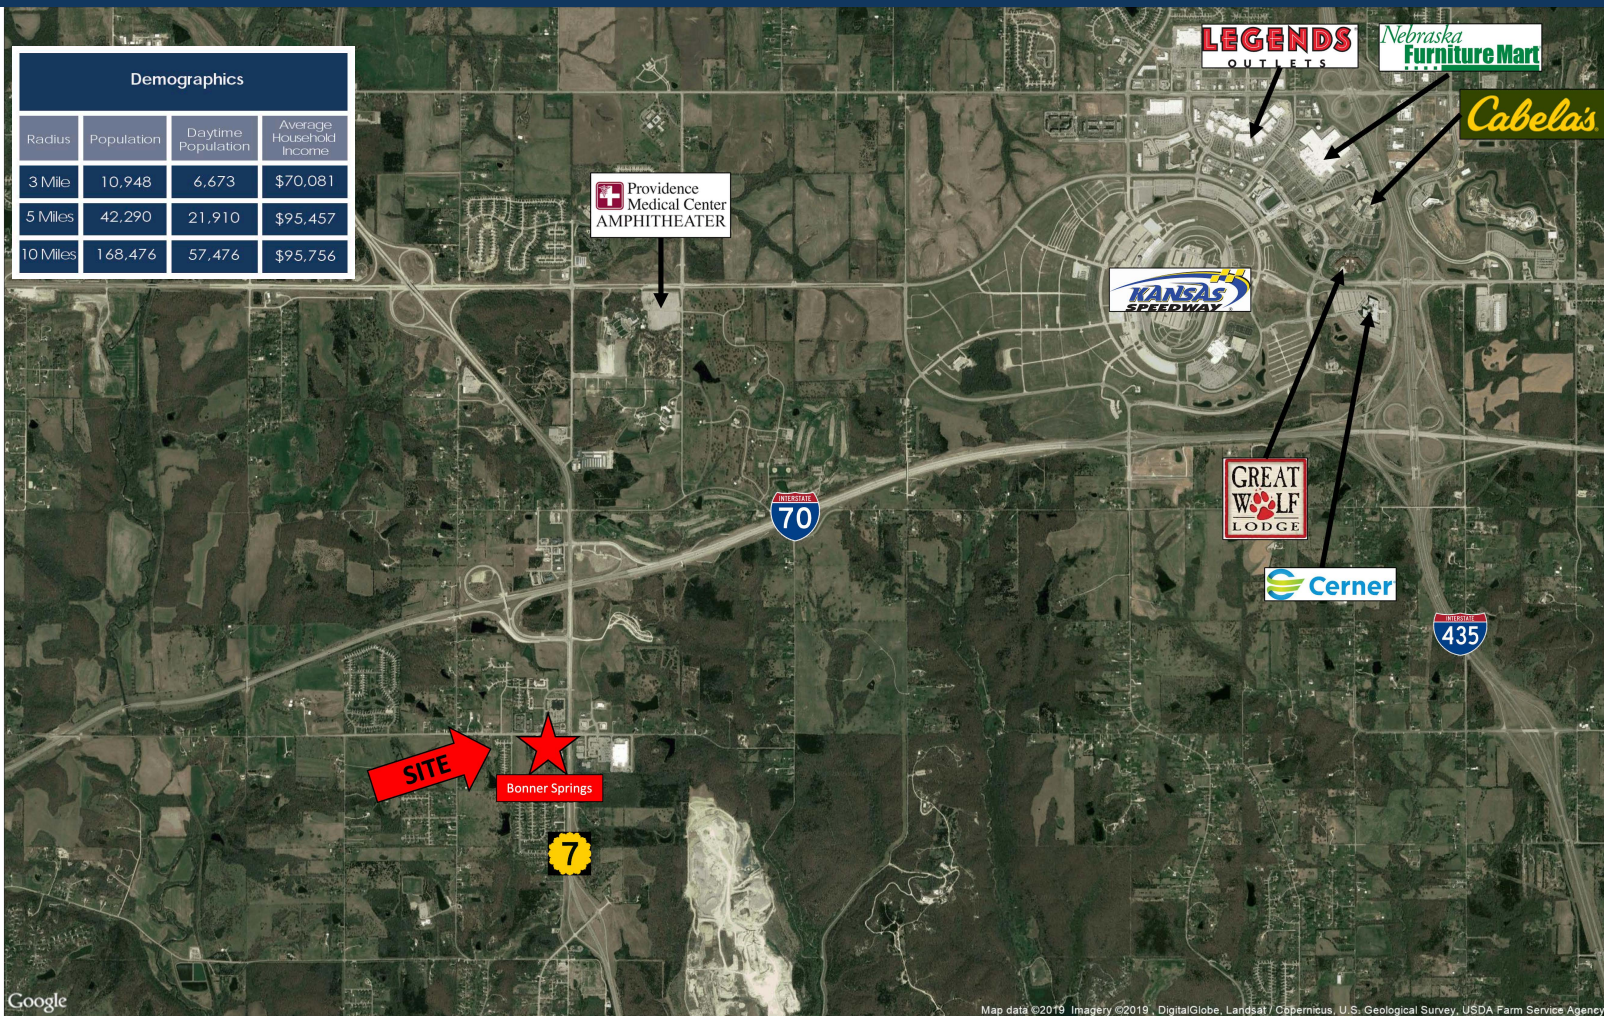 Demographics
Radius
Population
Daytime
Population
Average
Household
Income
3 Mile 10,948 6,673 $70,081
5 Miles 42,290 21,910 $95,457
10 Miles 168,476 57,476 $95,756
LEGENDS
OUTLETS
Nebraska
Furniture Mart
Cabela's
Providence
Medical Center
AMPHITHEATER
KANSAS
SPEEDWAY
INTERSTATE
70
GREAT
WOLF
LODGE
Cerner
INTERSTATE
435
SITE
Bonner Springs
7
Google
Map data ©2019 Imagery ©2019 , DigitalGlobe, Landsat / Copernicus, U.S. Geological Survey, USDA Farm Service Agency